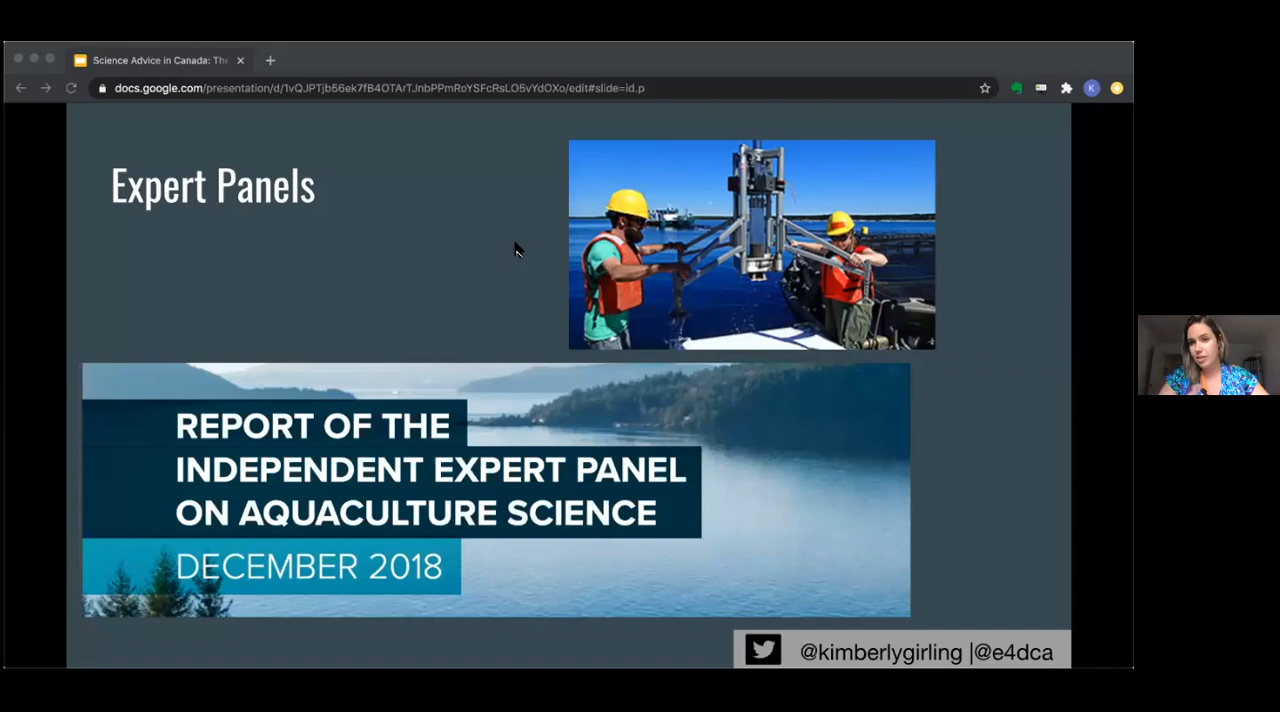 Science Advice in Canada: The
docs.google.com/presentation/d/1vQJPTjb56ek7fB4OTArTJnbPPmRoYSFcRsLO5vYdOXo/edit#slide=id.p
K
Expert Panels
REPORT OF THE
INDEPENDENT EXPERT PANEL
ON AQUACULTURE SCIENCE
DECEMBER 2018
@kimberlygirling |@e4dca